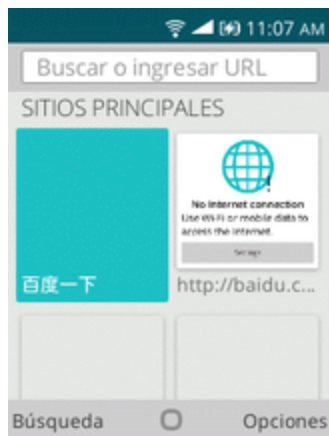 11:07 AM
Buscar o ingresar URL
SITIOS PRINCIPALES
No Internet connection
Use Wi-Fi or mobile data to
access the Internet.
Settings
百度一下
http://baidu.c...
Búsqueda
Opciones